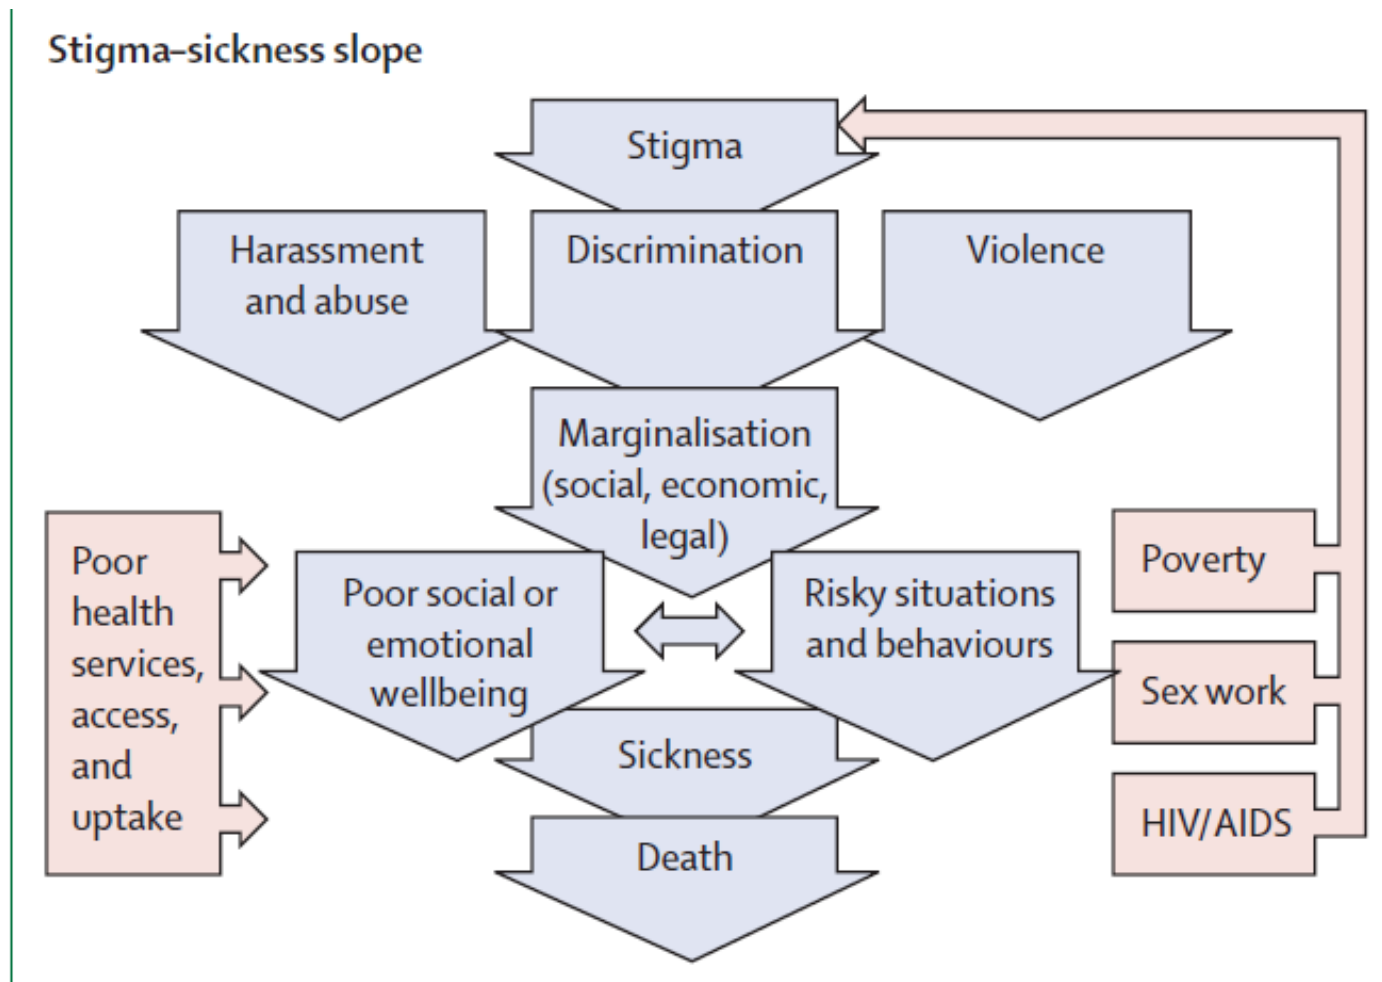 Stigma–sickness slope
Stigma
Harassment
and abuse
Discrimination
Violence
Marginalisation
(social, economic,
legal)
Poor
health
services,
access,
and
uptake
Poor social or
emotional
wellbeing
Risky situations
and behaviours
Poverty
Sex work
HIV/AIDS
Sickness
Death